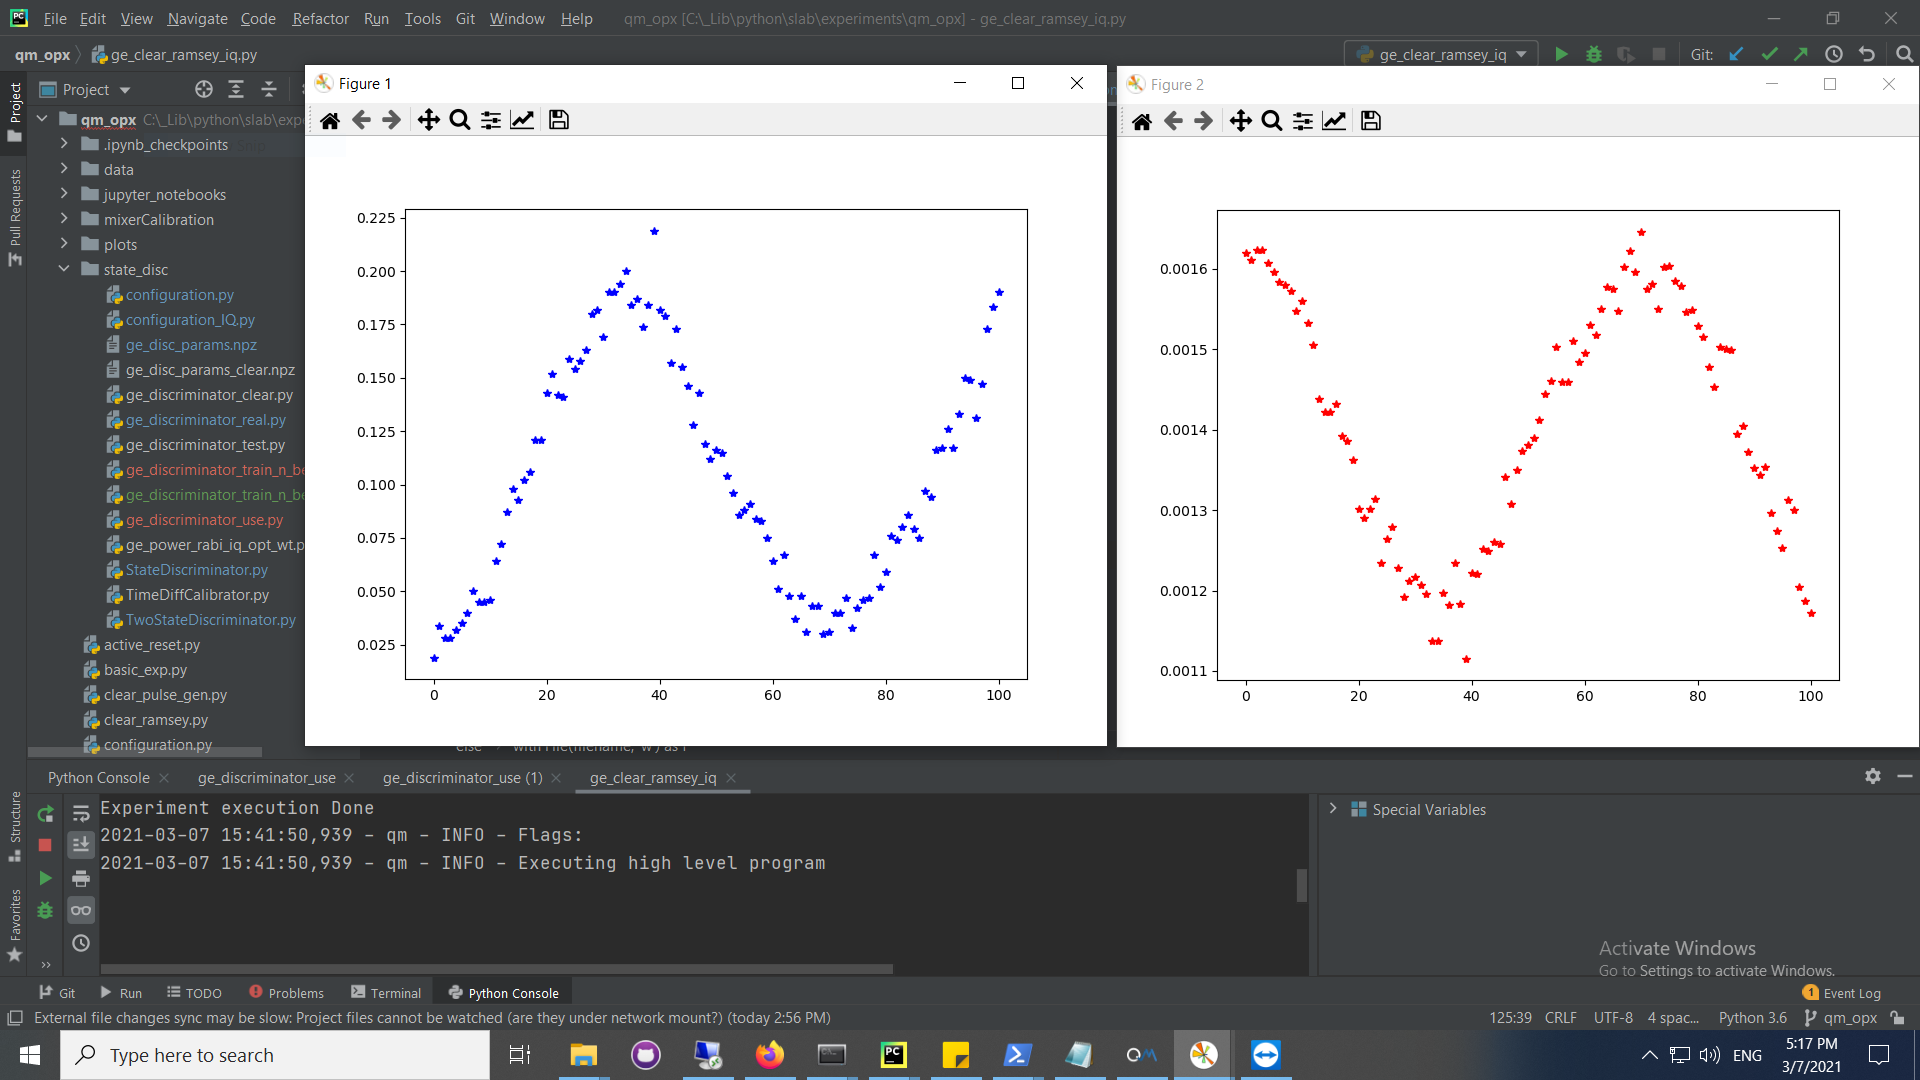 File Edit View Navigate Code Refactor Run Tools Git Window Help qm_opx [C:\_Lib\python\slab\experiments\qm_opx] - ge_clear_ramsey_iq.py
qm_opx ge_clear_ramsey_iq.py ge_clear_ramsey_iq Git:
Project
Pull Requests
Structure
Favorites
Project
qm_opx C:\_Lib\python\slab\expe
.ipynb_checkpoints
data
jupyter_notebooks
mixerCalibration
plots
state_disc
configuration.py
configuration_IQ.py
ge_disc_params.npz
ge_disc_params_clear.npz
ge_discriminator_clear.py
ge_discriminator_real.py
ge_discriminator_test.py
ge_discriminator_train_n_be
ge_discriminator_train_n_be
ge_discriminator_use.py
ge_power_rabi_iq_opt_wt.p
StateDiscriminator.py
TimeDiffCalibrator.py
TwoStateDiscriminator.py
active_reset.py
basic_exp.py
clear_pulse_gen.py
clear_ramsey.py
configuration.py
Figure 1
0.225
0.200
0.175
0.150
0.125
0.100
0.075
0.050
0.025
0 20 40 60 80 100
Figure 2
0.0016
0.0015
0.0014
0.0013
0.0012
0.0011
0 20 40 60 80 100
Python Console ge_discriminator_use ge_discriminator_use (1) ge_clear_ramsey_iq
Experiment execution Done
2021-03-07 15:41:50,939 - qm - INFO - Flags:
2021-03-07 15:41:50,939 - qm - INFO - Executing high level program
Special Variables
Activate Windows
Go to Settings to activate Windows.
Git Run TODO Problems Terminal Python Console 1 Event Log
External file changes sync may be slow: Project files cannot be watched (are they under network mount?) (today 2:56 PM) 125:39 CRLF UTF-8 4 spac... Python 3.6 qm_opx
Type here to search
ENG
5:17 PM
3/7/2021